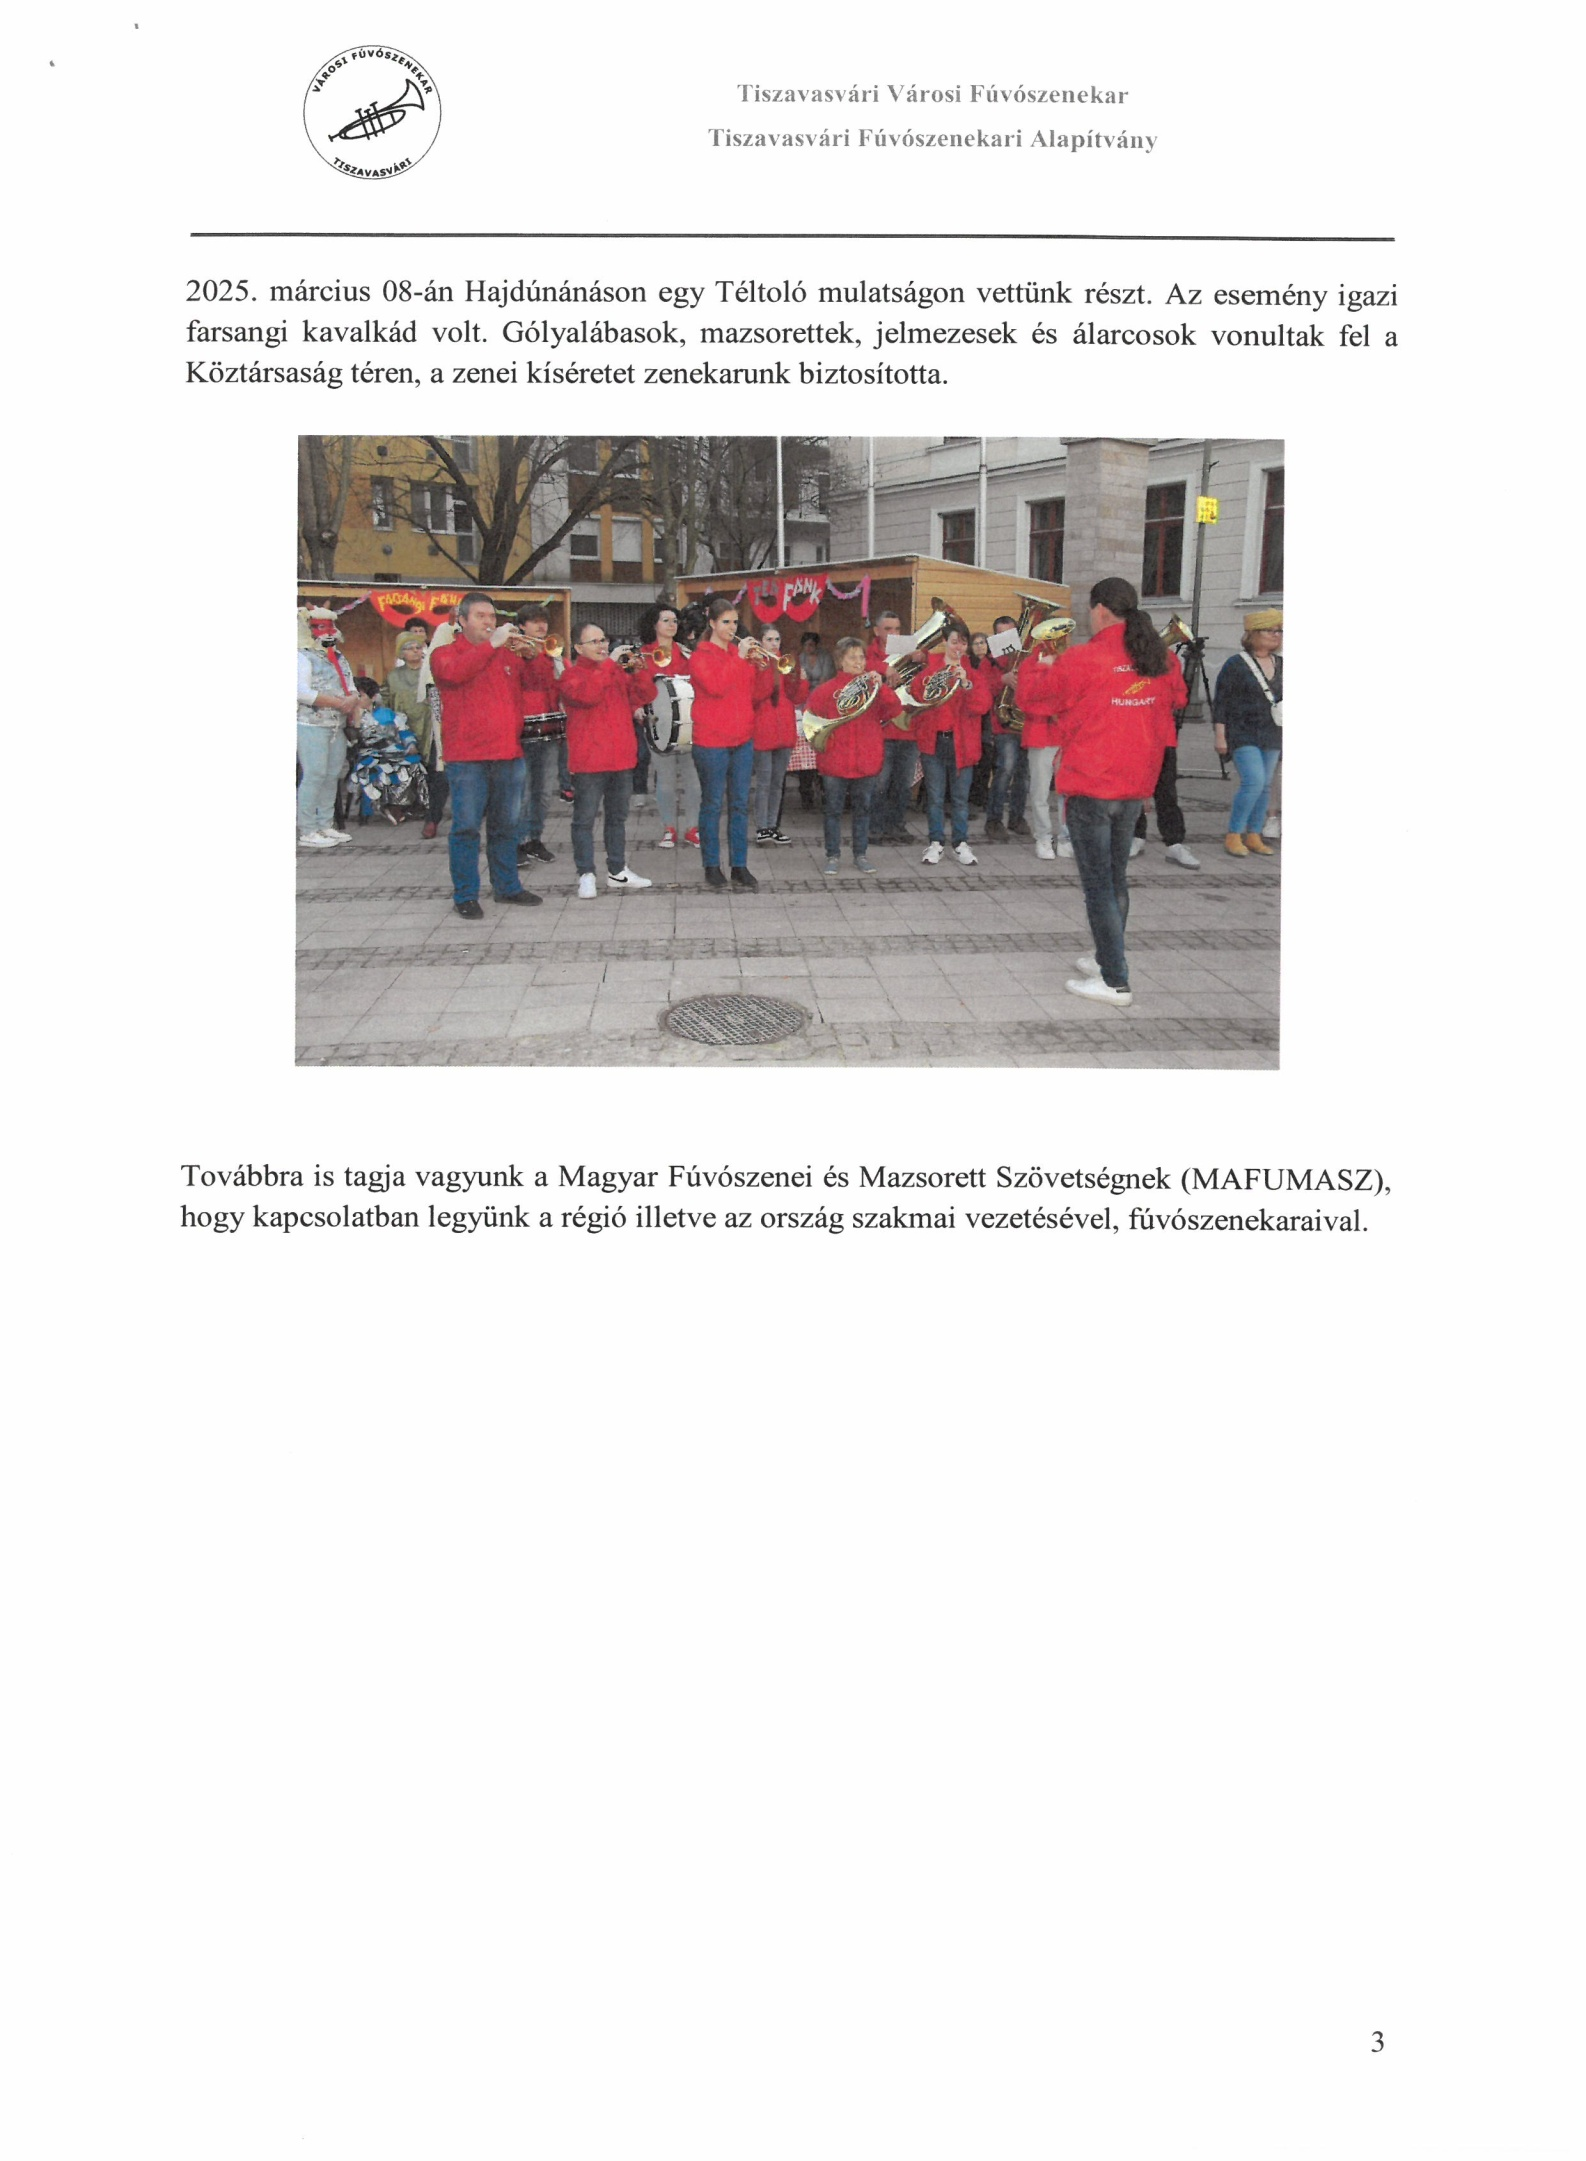 VÁROSI FÚVÓSZENEKAR
TISZAVASVÁRI
Tiszavasvári Városi Fúvószenekar
Tiszavasvári Fúvószenekari Alapítvány
2025. március 08-án Hajdúnánáson egy Téltoló mulatságon vettünk részt. Az esemény igazi
farsangi kavalkád volt. Gólyalábasok, mazsorettek, jelmezesek és álarcosok vonultak fel a
Köztársaság téren, a zenei kíséretet zenekarunk biztosította.
FÁNK
HUNGARY
Továbbra is tagja vagyunk a Magyar Fúvószenei és Mazsorett Szövetségnek (MAFUMASZ),
hogy kapcsolatban legyünk a régió illetve az ország szakmai vezetésével, fúvószenekaraival.
3